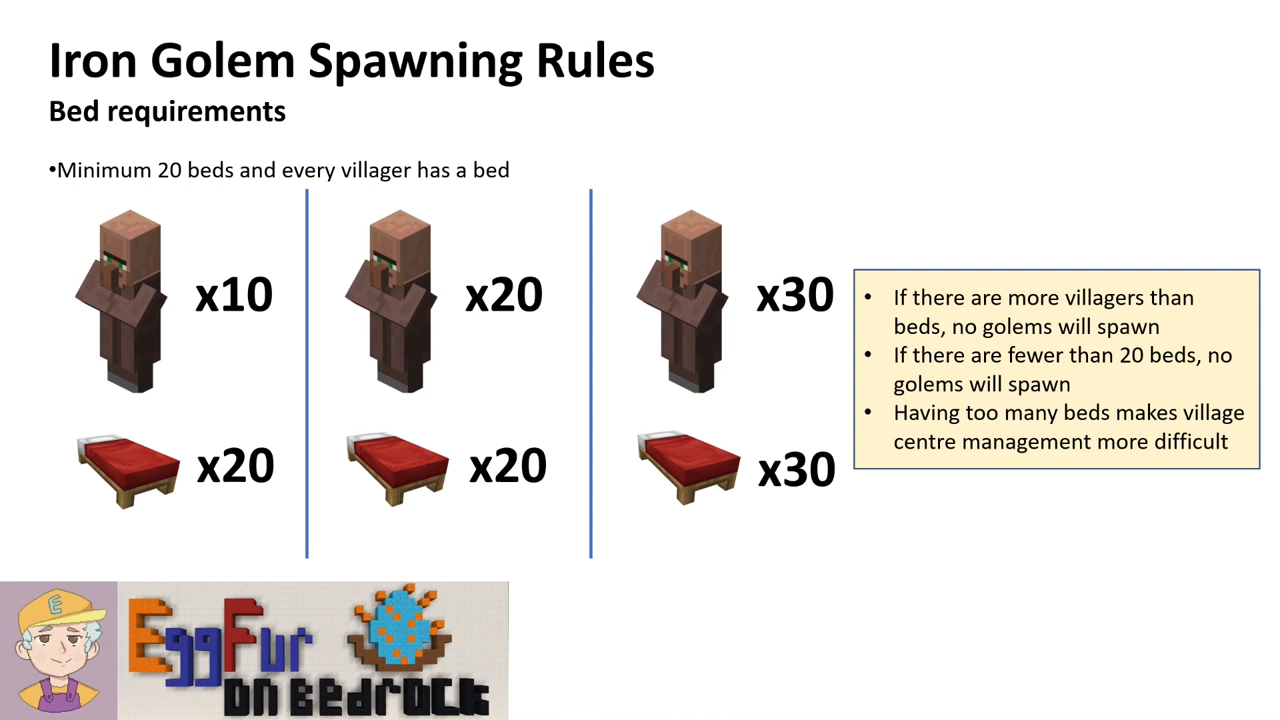 Iron Golem Spawning Rules
Bed requirements
•Minimum 20 beds and every villager has a bed
x10
x20
x30
x20
x20
x30
• If there are more villagers than
beds, no golems will spawn
• If there are fewer than 20 beds, no
golems will spawn
• Having too many beds makes village
centre management more difficult
E
EggFur
on Bedrock